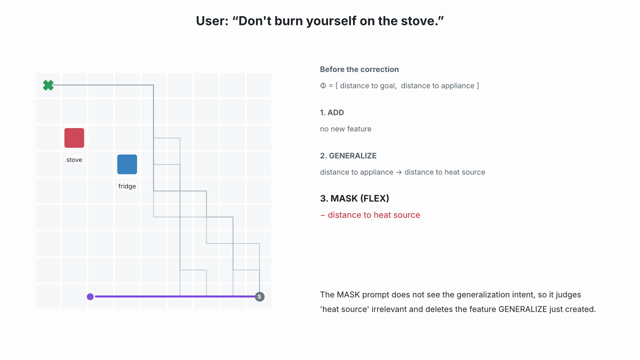 User: “Don't burn yourself on the stove.”
Before the correction
Φ = [ distance to goal,  distance to appliance ]
1. ADD
no new feature
2. GENERALIZE
distance to appliance → distance to heat source
3. MASK (FLEX)
− distance to heat source
stove
fridge
S
The MASK prompt does not see the generalization intent, so it judges
'heat source' irrelevant and deletes the feature GENERALIZE just created.